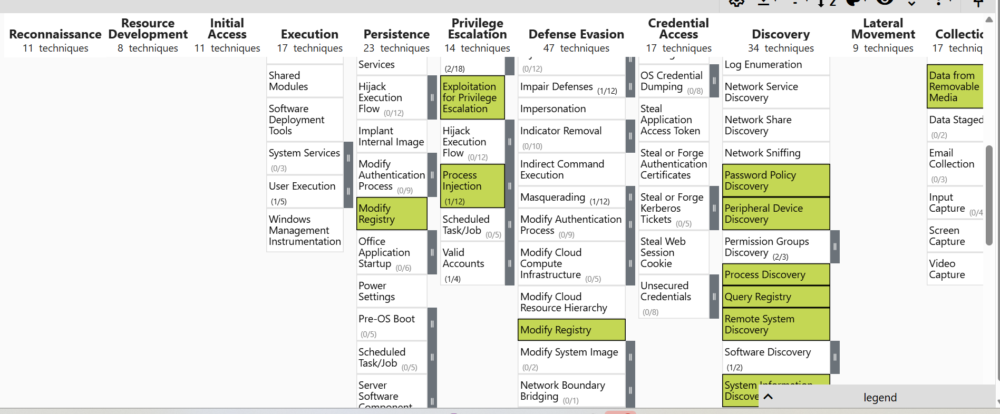 Reconnaissance
11 techniques
Resource
Development
8 techniques
Initial
Access
11 techniques
Execution
17 techniques
Persistence
23 techniques
Privilege
Escalation
14 techniques
Defense Evasion
47 techniques
Credential
Access
17 techniques
Discovery
34 techniques
Lateral
Movement
9 techniques
Collectic
17 techniq
Shared
Modules
Software
Deployment
Tools
System Services
(0/3)
User Execution
(1/5)
Windows
Management
Instrumentation
Services
Hijack
Execution
Flow (0/12)
Implant
Internal Image
Modify
Authentication
Process (0/9)
Modify
Registry
Office
Application
Startup (0/6)
Power
Settings
Pre-OS Boot
(0/5)
Scheduled
Task/Job (0/5)
Server
Software
Component
(2/18)
Exploitation
for Privilege
Escalation
Hijack
Execution
Flow (0/12)
Process
Injection
(1/12)
Scheduled
Task/Job (0/5)
Valid
Accounts
(1/4)
(0/12)
Impair Defenses (1/12)
Impersonation
Indicator Removal
(0/10)
Indirect Command
Execution
Masquerading (1/12)
Modify Authentication
Process (0/9)
Modify Cloud
Compute
Infrastructure (0/5)
Modify Cloud
Resource Hierarchy
Modify Registry
Modify System Image
(0/2)
Network Boundary
Bridging (0/1)
OS Credential
Dumping (0/8)
Steal
Application
Access Token
Steal or Forge
Authentication
Certificates
Steal or Forge
Kerberos
Tickets (0/5)
Steal Web
Session
Cookie
Unsecured
Credentials
(0/8)
Log Enumeration
Network Service
Discovery
Network Share
Discovery
Network Sniffing
Password Policy
Discovery
Peripheral Device
Discovery
Permission Groups
Discovery (2/3)
Process Discovery
Query Registry
Remote System
Discovery
Software Discovery
(1/2)
System Information
Discove
Data from
Removable
Media
Data Staged
(0/2)
Email
Collection
(0/3)
Input
Capture (0/4
Screen
Capture
Video
Capture
legend